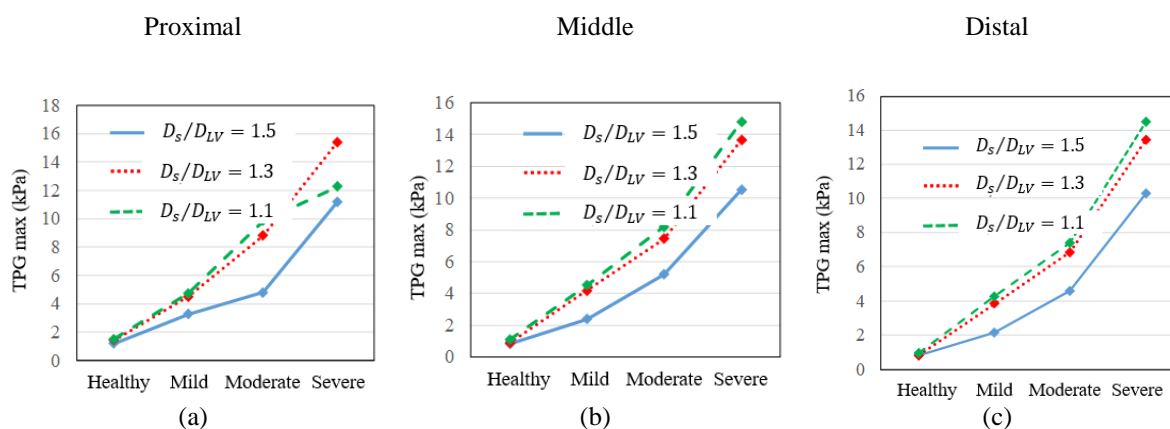 Proximal
Middle
Distal
TPG max (kPa)
18
16
14
12
10
8
6
4
2
0
D_s/D_LV = 1.5
D_s/D_LV = 1.3
D_s/D_LV = 1.1
Healthy Mild Moderate Severe
(a)
TPG max (kPa)
16
14
12
10
8
6
4
2
0
D_s/D_LV = 1.5
D_s/D_LV = 1.3
D_s/D_LV = 1.1
Healthy Mild Moderate Severe
(b)
TPG max (kPa)
16
14
12
10
8
6
4
2
0
D_s/D_LV = 1.5
D_s/D_LV = 1.3
D_s/D_LV = 1.1
Healthy Mild Moderate Severe
(c)